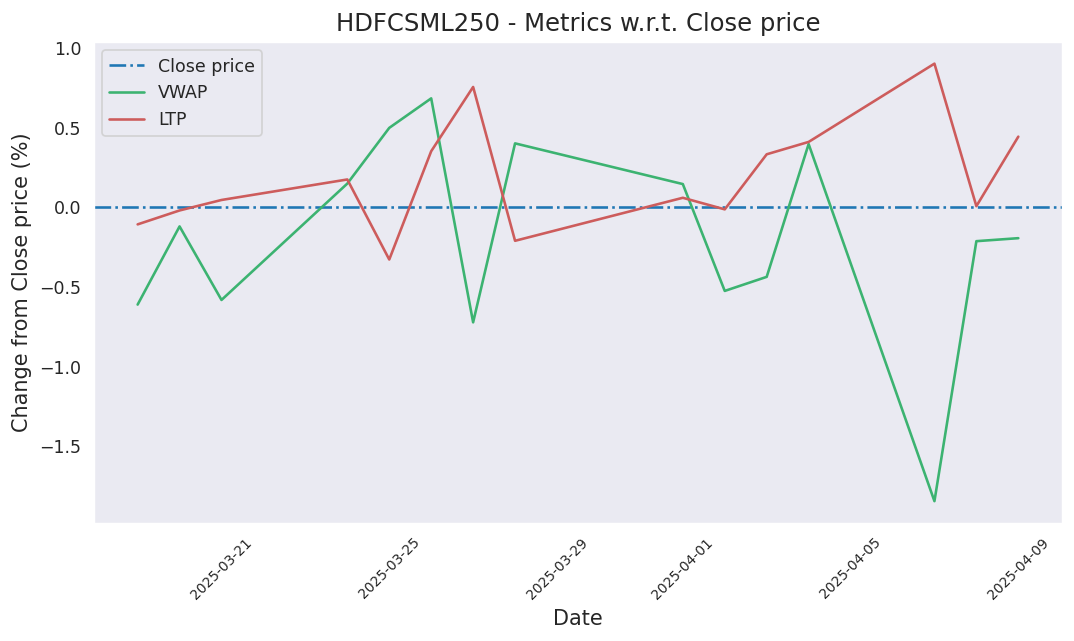 HDFCSML250 - Metrics w.r.t. Close price
Close price
VWAP
LTP
Change from Close price (%)
1.0
0.5
0.0
−0.5
−1.0
−1.5
2025-03-21
2025-03-25
2025-03-29
2025-04-01
2025-04-05
2025-04-09
Date